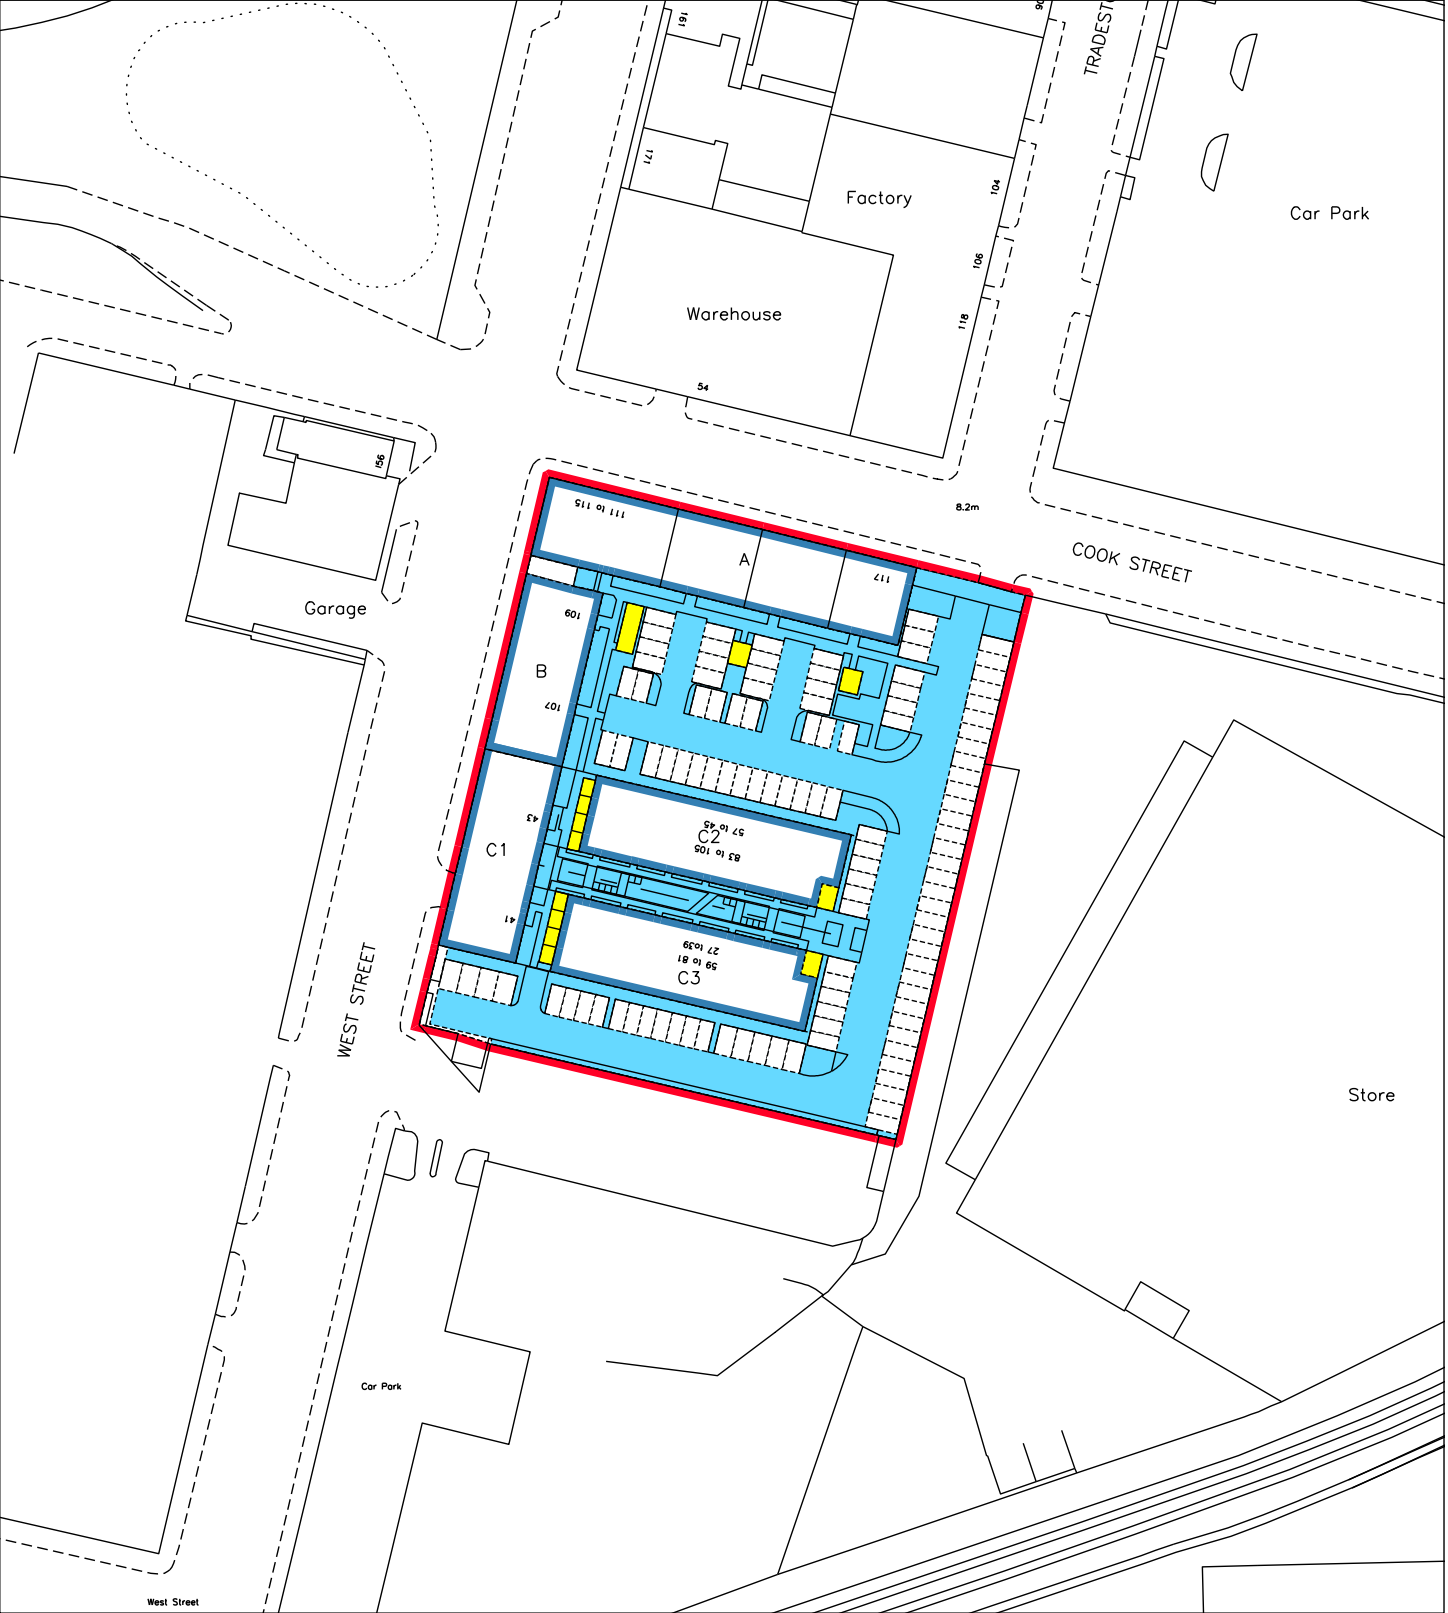 161
TRADEST
171
104
Factory
Car Park
106
Warehouse
118
54
156
8.2m
111 to 115
COOK STREET
A
117
Garage
109
B
107
43
57 to 45
C2
83 to 105
C1
41
27 to39
59 to 81
C3
WEST STREET
Store
Car Park
West Street